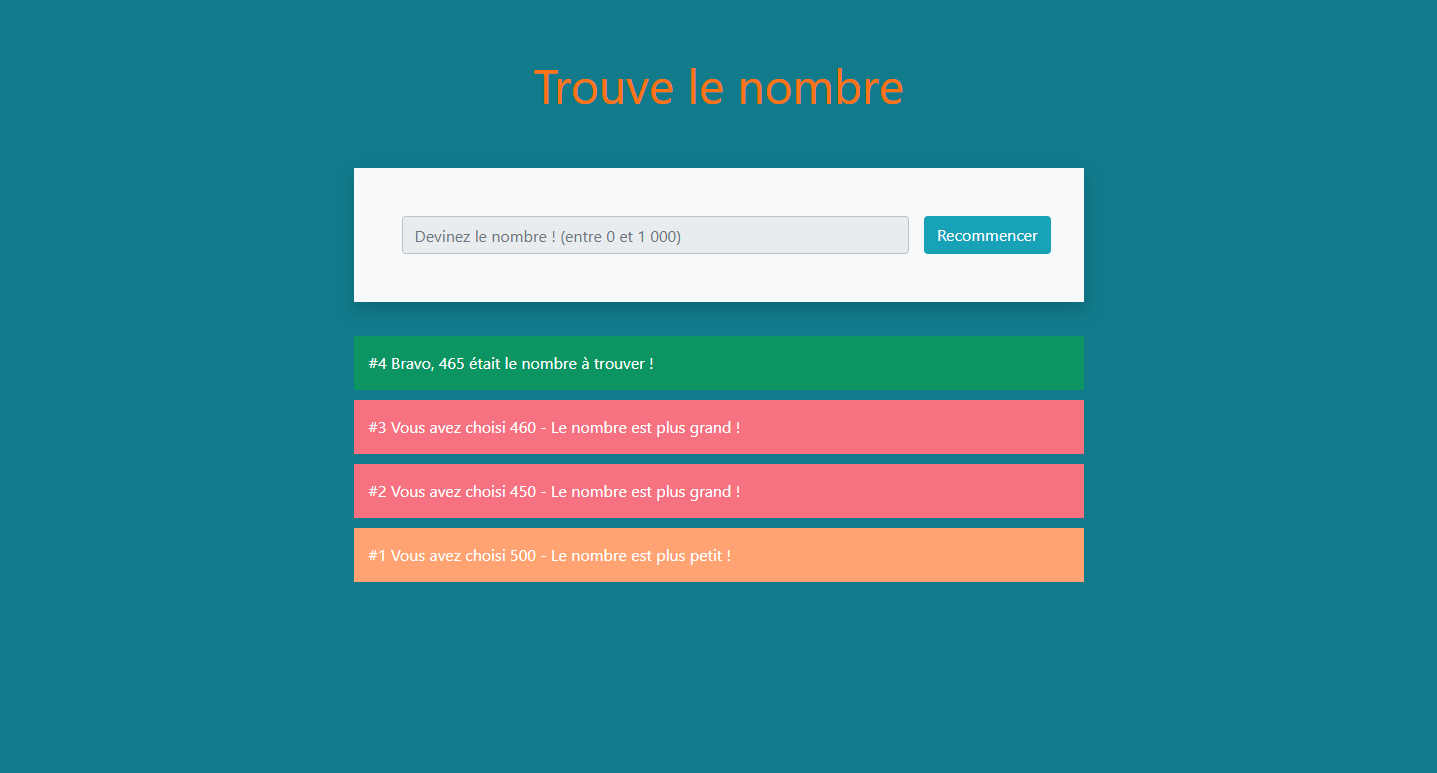 Trouve le nombre
Devinez le nombre ! (entre 0 et 1 000)
Recommencer
#4 Bravo, 465 était le nombre à trouver !
#3 Vous avez choisi 460 - Le nombre est plus grand !
#2 Vous avez choisi 450 - Le nombre est plus grand !
#1 Vous avez choisi 500 - Le nombre est plus petit !